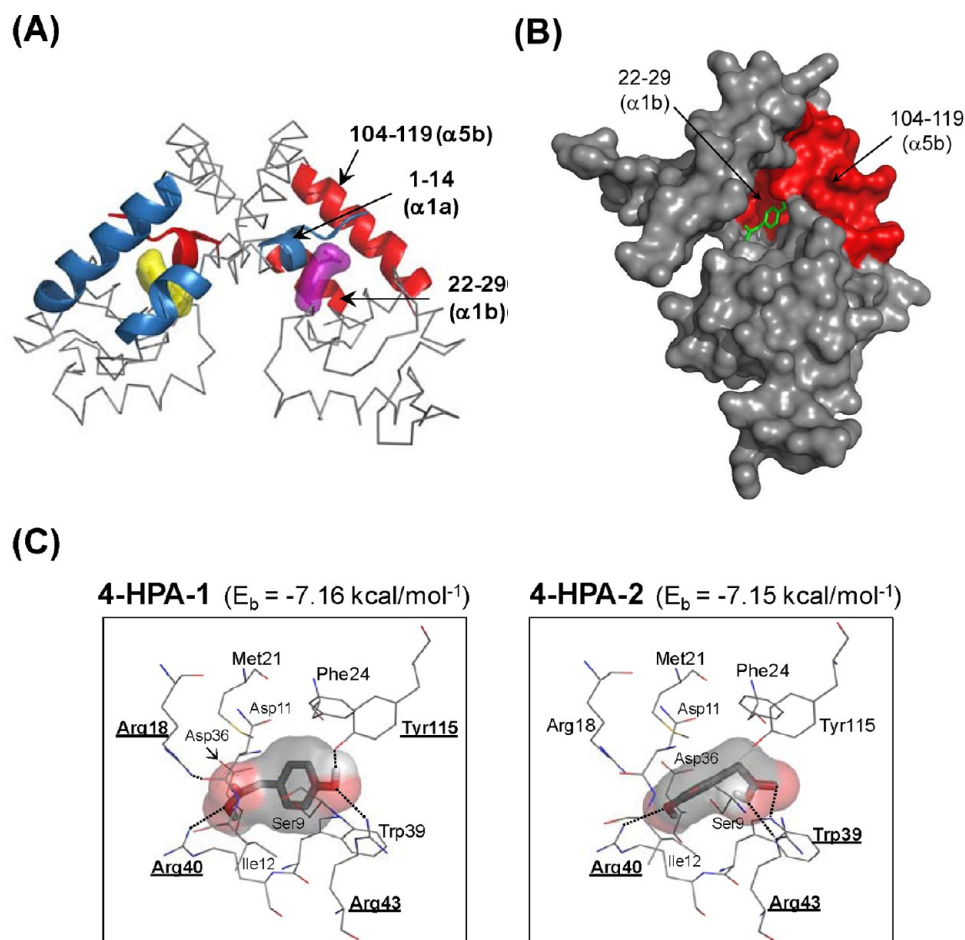 (A)
104-119 (α5b)
1-14
(α1a)
22-29
(α1b)
(B)
22-29
(α1b)
104-119
(α5b)
(C)
4-HPA-1 (Eb = -7.16 kcal/mol-1)
Met21
Phe24
Asp11
Arg18
Asp36
Tyr115
Ser9
Trp39
Ile12
Arg40
Arg43
4-HPA-2 (Eb = -7.15 kcal/mol-1)
Met21
Phe24
Asp11
Arg18
Tyr115
Asp36
Ser9
Trp39
Ile12
Arg40
Arg43